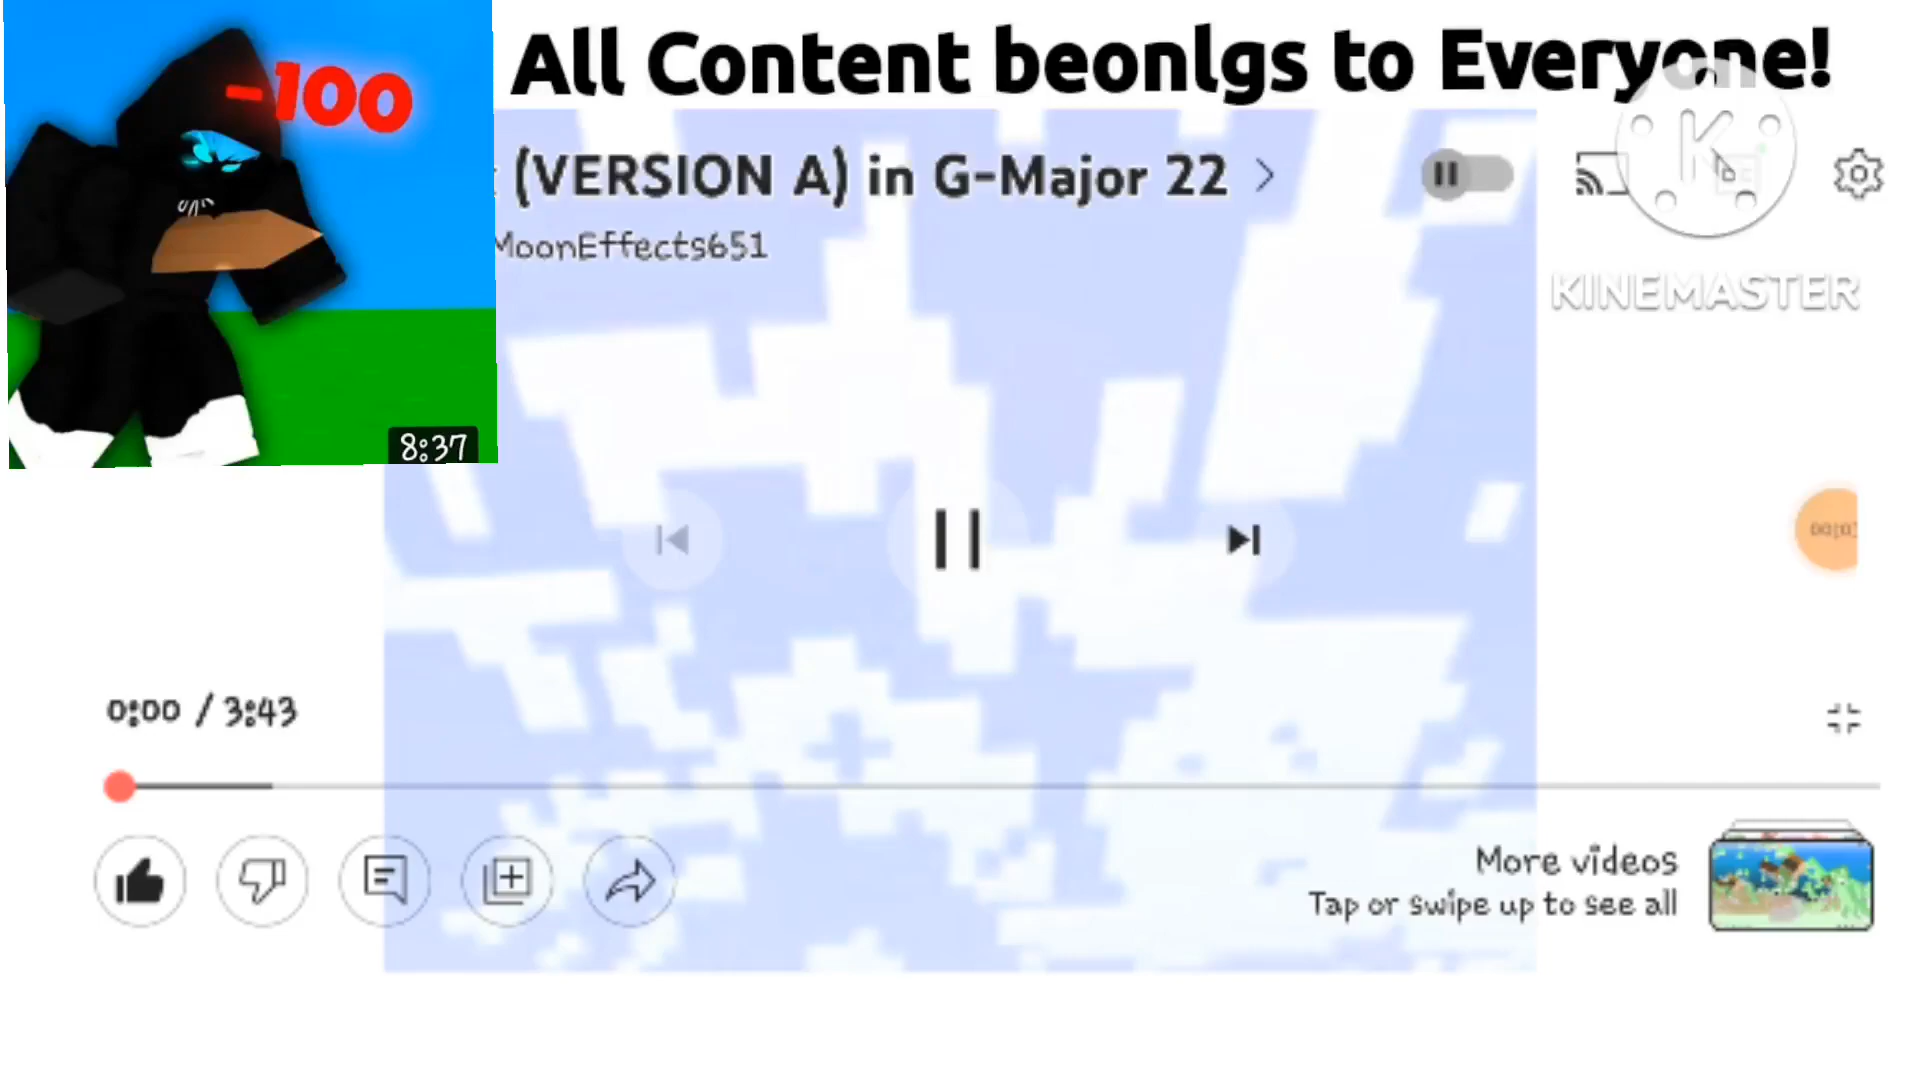 All Content beonlgs to Everyone!
-100
(VERSION A) in G-Major 22
MoonEffects651
KINEMASTER
8:37
0:00 / 3:43
More videos
Tap or swipe up to see all